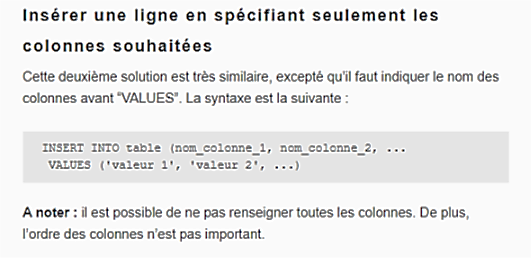 Insérer une ligne en spécifiant seulement les
colonnes souhaitées
Cette deuxième solution est très similaire, excepté qu'il faut indiquer le nom des
colonnes avant "VALUES". La syntaxe est la suivante :
INSERT INTO table (nom_colonne_1, nom_colonne_2, ...
VALUES ('valeur 1', 'valeur 2', ...)
A noter : il est possible de ne pas renseigner toutes les colonnes. De plus,
l'ordre des colonnes n'est pas important.